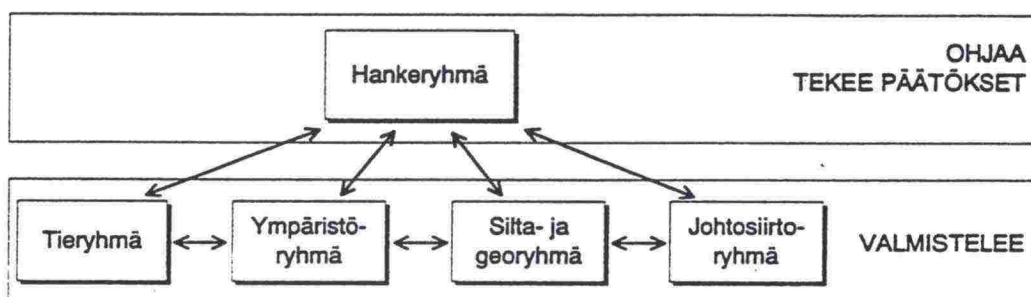 Hankeryhmä
OHJAA
TEKEE PÄÄTÖKSET
Tieryhmä
Ympäristö-
ryhmä
Silta- ja
georyhmä
Johtosiirto-
ryhmä
VALMISTELEE